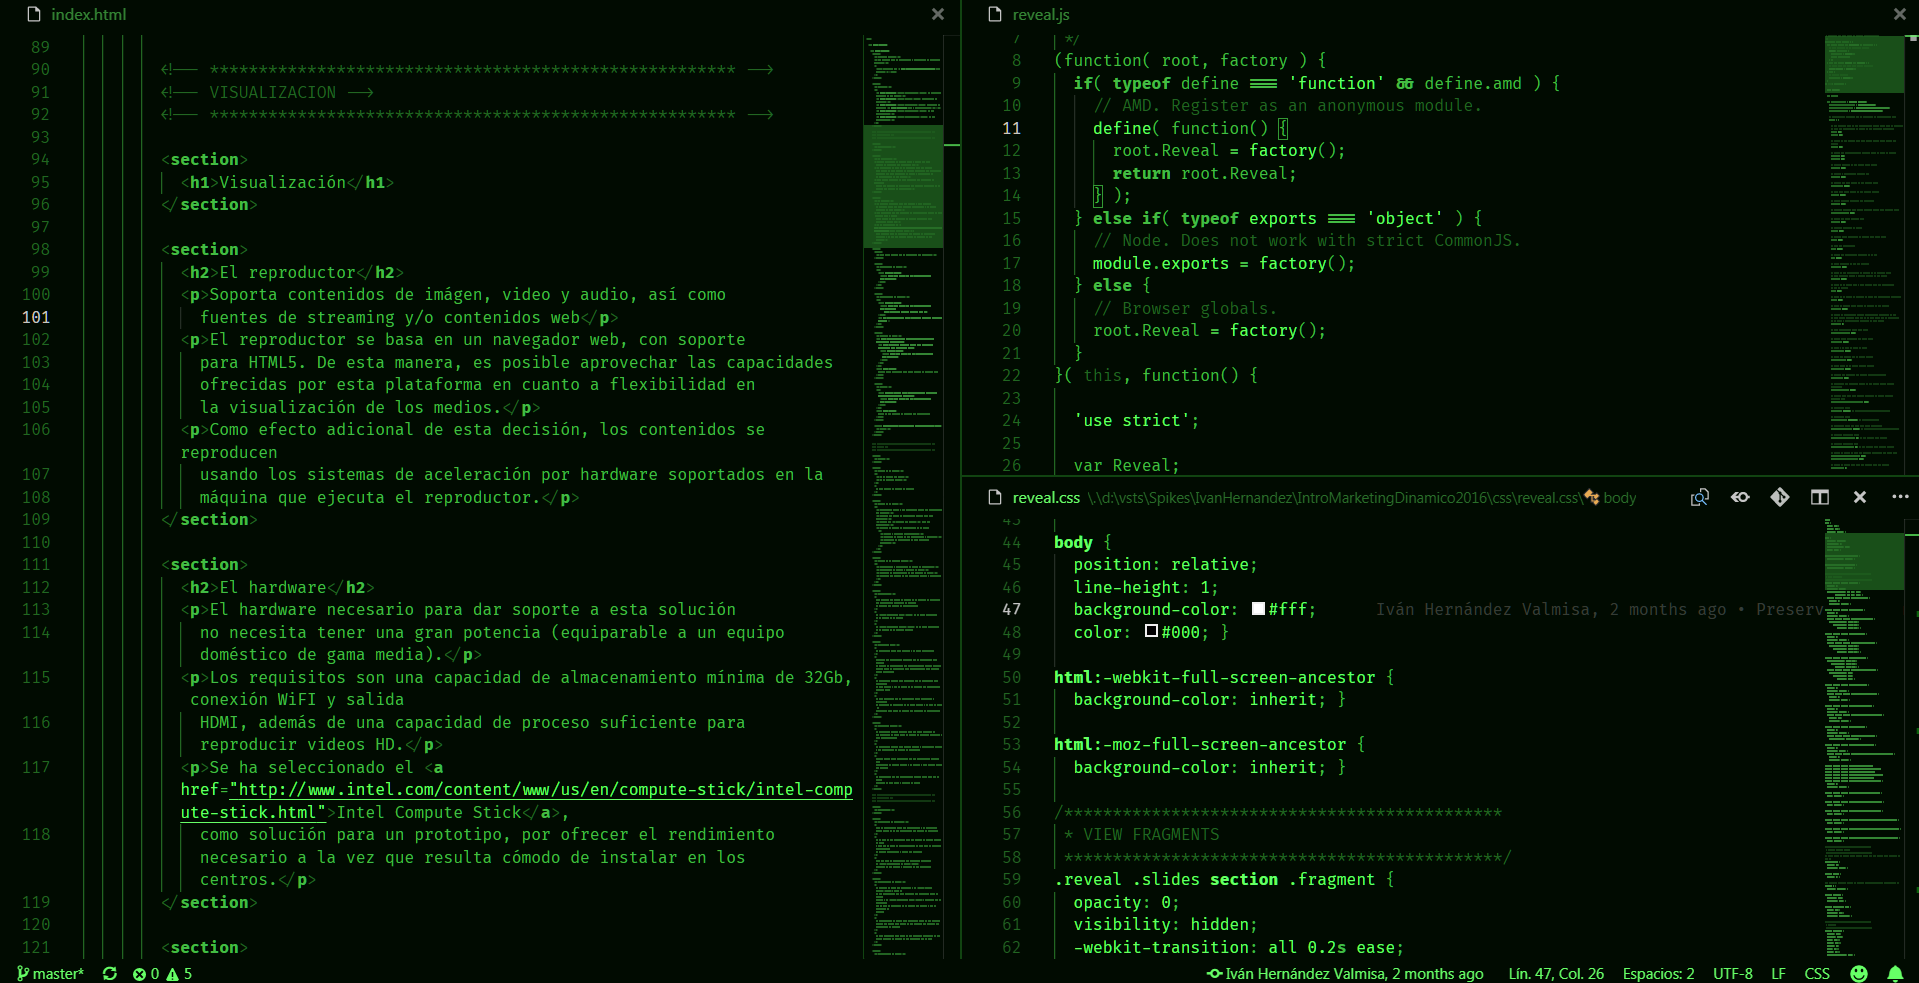 index.html
89
90 <!-- ****************************************************** -->
91 <!-- VISUALIZACION -->
92 <!-- ****************************************************** -->
93
94 <section>
95 <h1>Visualización</h1>
96 </section>
97
98 <section>
99 <h2>El reproductor</h2>
100 <p>Soporta contenidos de imágen, video y audio, así como
101 fuentes de streaming y/o contenidos web</p>
102 <p>El reproductor se basa en un navegador web, con soporte
103 para HTML5. De esta manera, es posible aprovechar las capacidades
104 ofrecidas por esta plataforma en cuanto a flexibilidad en
105 la visualización de los medios.</p>
106 <p>Como efecto adicional de esta decisión, los contenidos se
reproducen
107 usando los sistemas de aceleración por hardware soportados en la
108 máquina que ejecuta el reproductor.</p>
109 </section>
110
111 <section>
112 <h2>El hardware</h2>
113 <p>El hardware necesario para dar soporte a esta solución
114 no necesita tener una gran potencia (equiparable a un equipo
doméstico de gama media).</p>
115 <p>Los requisitos son una capacidad de almacenamiento mínima de 32Gb,
conexión WiFI y salida
116 HDMI, además de una capacidad de proceso suficiente para
reproducir videos HD.</p>
117 <p>Se ha seleccionado el <a
href="http://www.intel.com/content/www/us/en/compute-stick/intel-comp
ute-stick.html">Intel Compute Stick</a>,
118 como solución para un prototipo, por ofrecer el rendimiento
necesario a la vez que resulta cómodo de instalar en los
centros.</p>
119 </section>
120
121 <section>
reveal.js
7 */
8 (function( root, factory ) {
9 if( typeof define === 'function' && define.amd ) {
10 // AMD. Register as an anonymous module.
11 define( function() {
12 root.Reveal = factory();
13 return root.Reveal;
14 } );
15 } else if( typeof exports === 'object' ) {
16 // Node. Does not work with strict CommonJS.
17 module.exports = factory();
18 } else {
19 // Browser globals.
20 root.Reveal = factory();
21 }
22 }( this, function() {
23
24 'use strict';
25
26 var Reveal;
reveal.css \.\d:\vsts\Spikes\IvanHernandez\IntroMarketingDinamico2016\css\reveal.css\ body
43
44 body {
45 position: relative;
46 line-height: 1;
47 background-color: #fff; Iván Hernández Valmisa, 2 months ago • Preserv
48 color: #000; }
49
50 html:-webkit-full-screen-ancestor {
51 background-color: inherit; }
52
53 html:-moz-full-screen-ancestor {
54 background-color: inherit; }
55
56 /*********************************************
57 * VIEW FRAGMENTS
58 *********************************************/
59 .reveal .slides section .fragment {
60 opacity: 0;
61 visibility: hidden;
62 -webkit-transition: all 0.2s ease;
master* 0 5 Iván Hernández Valmisa, 2 months ago Lín. 47, Col. 26 Espacios: 2 UTF-8 LF CSS